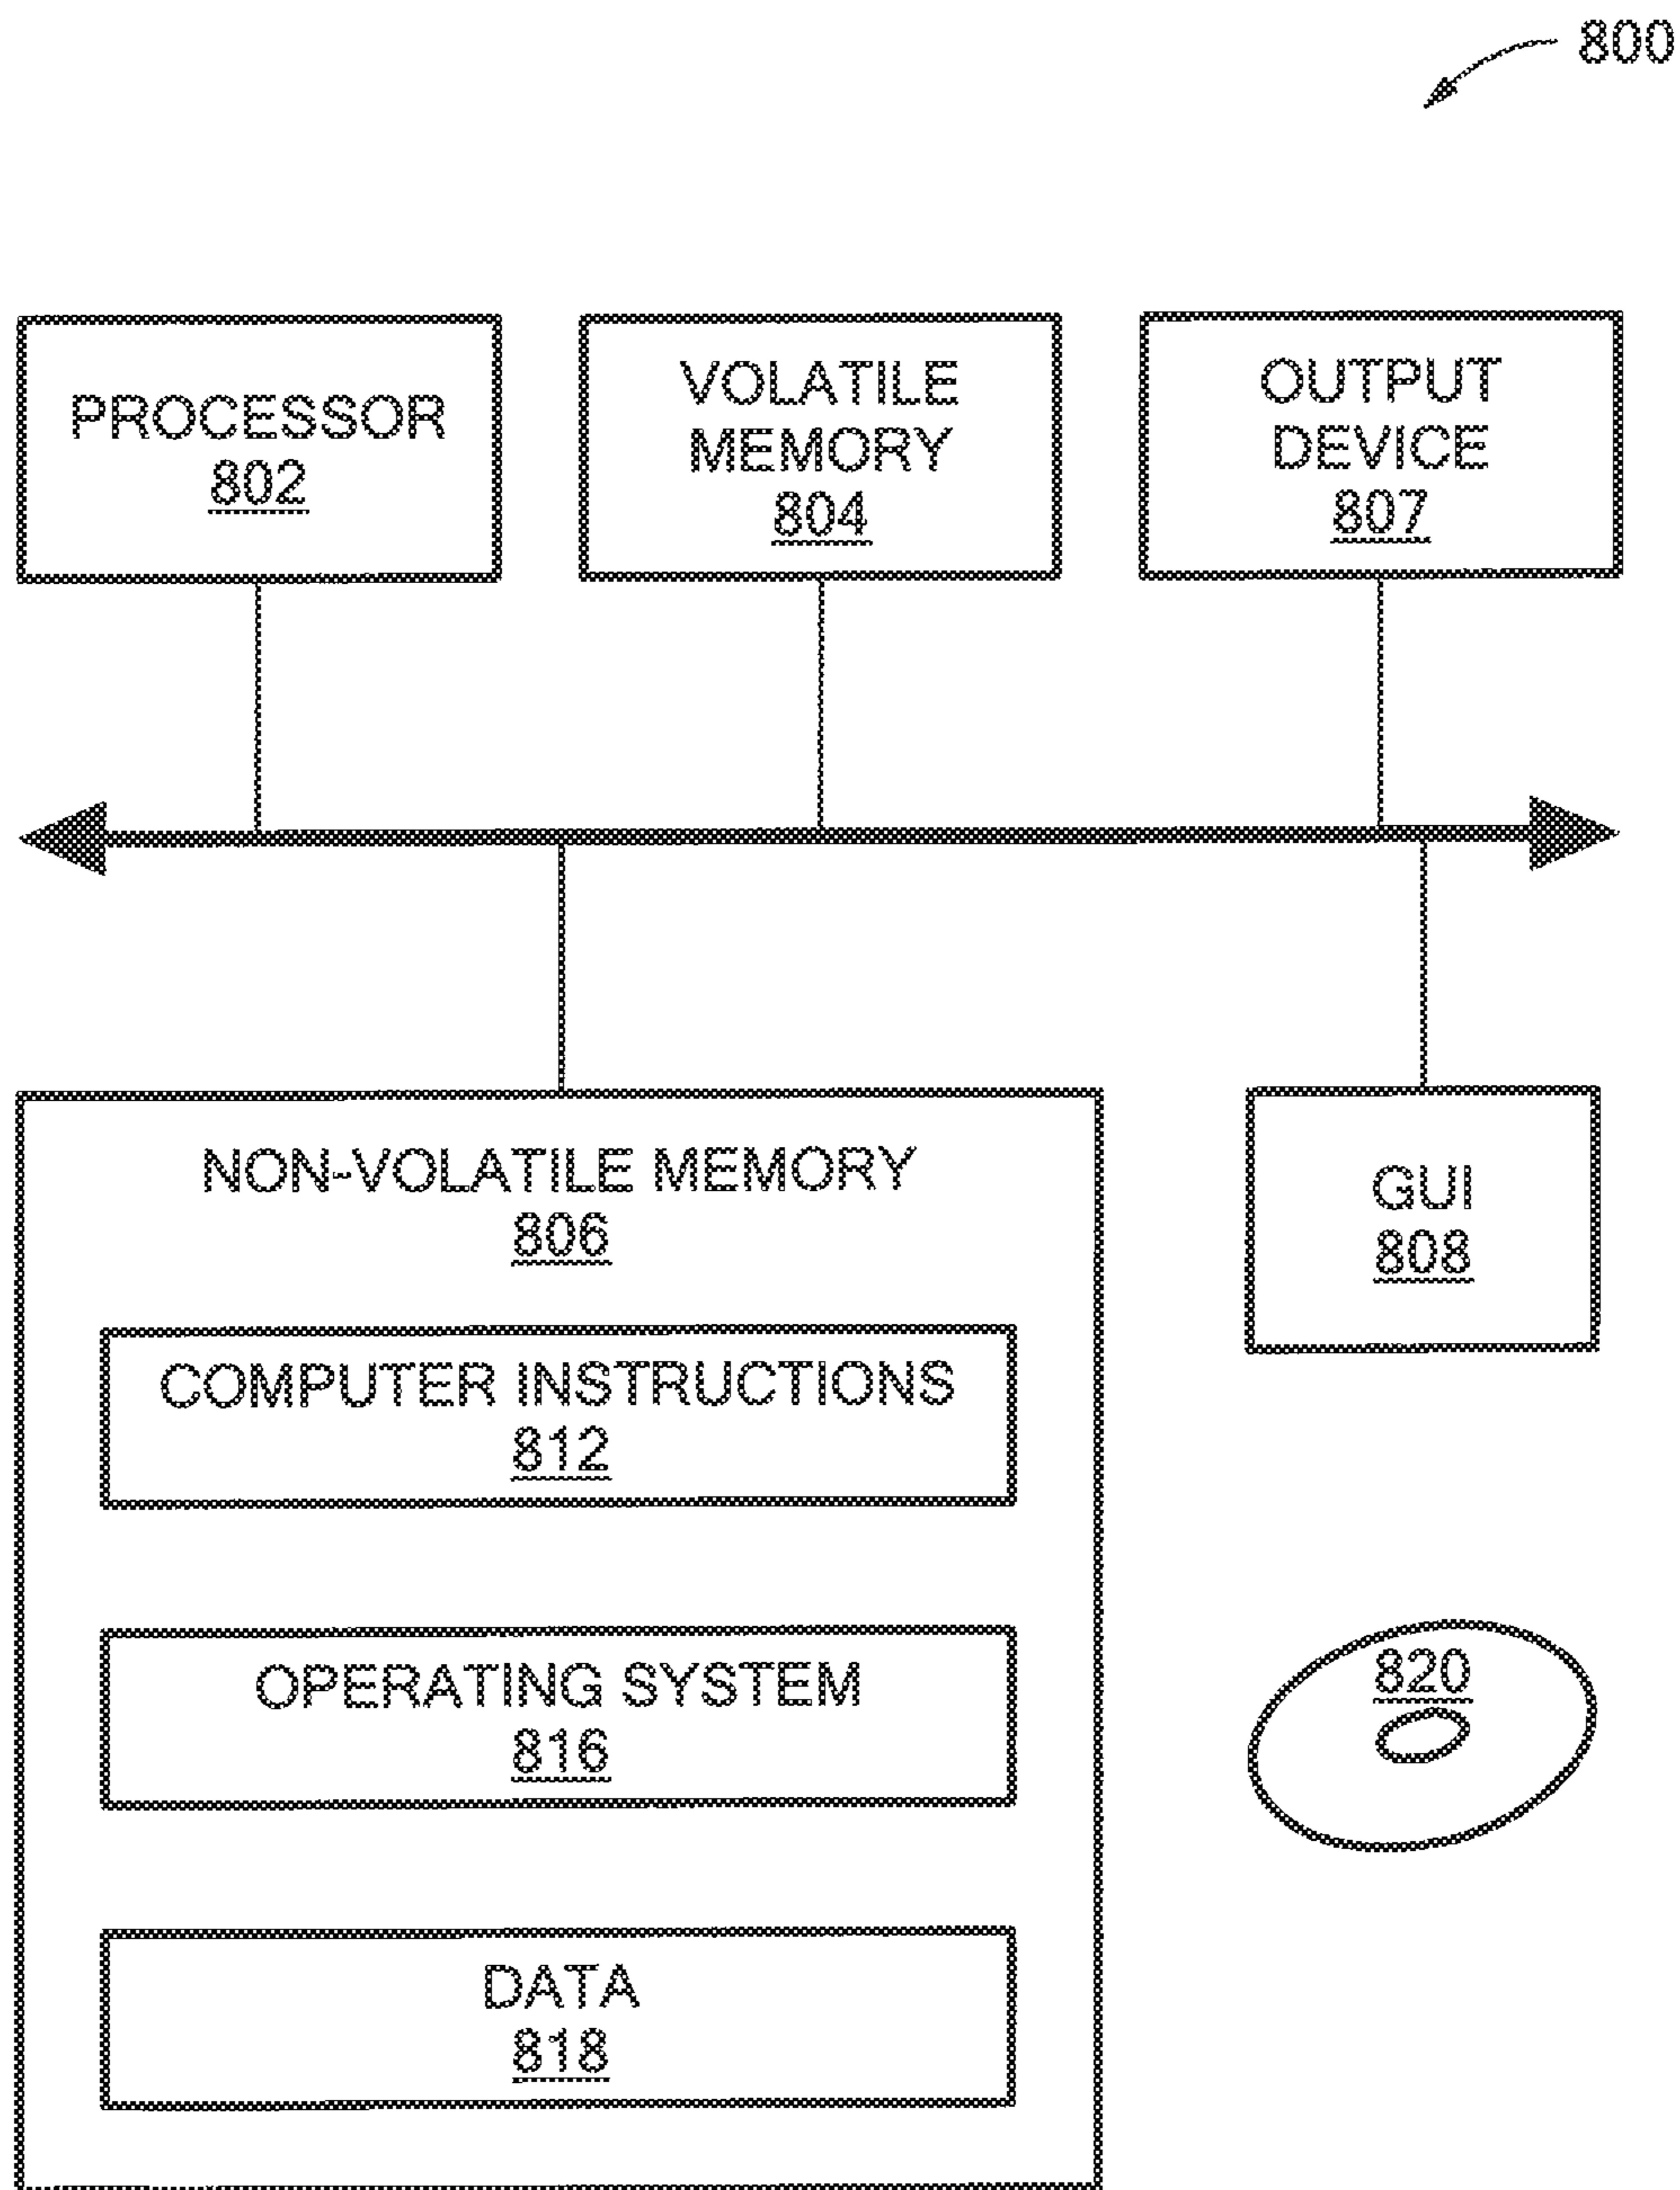 800
PROCESSOR
802
VOLATILE
MEMORY
804
OUTPUT
DEVICE
807
NON-VOLATILE MEMORY
806
COMPUTER INSTRUCTIONS
812
OPERATING SYSTEM
816
DATA
818
GUI
808
820